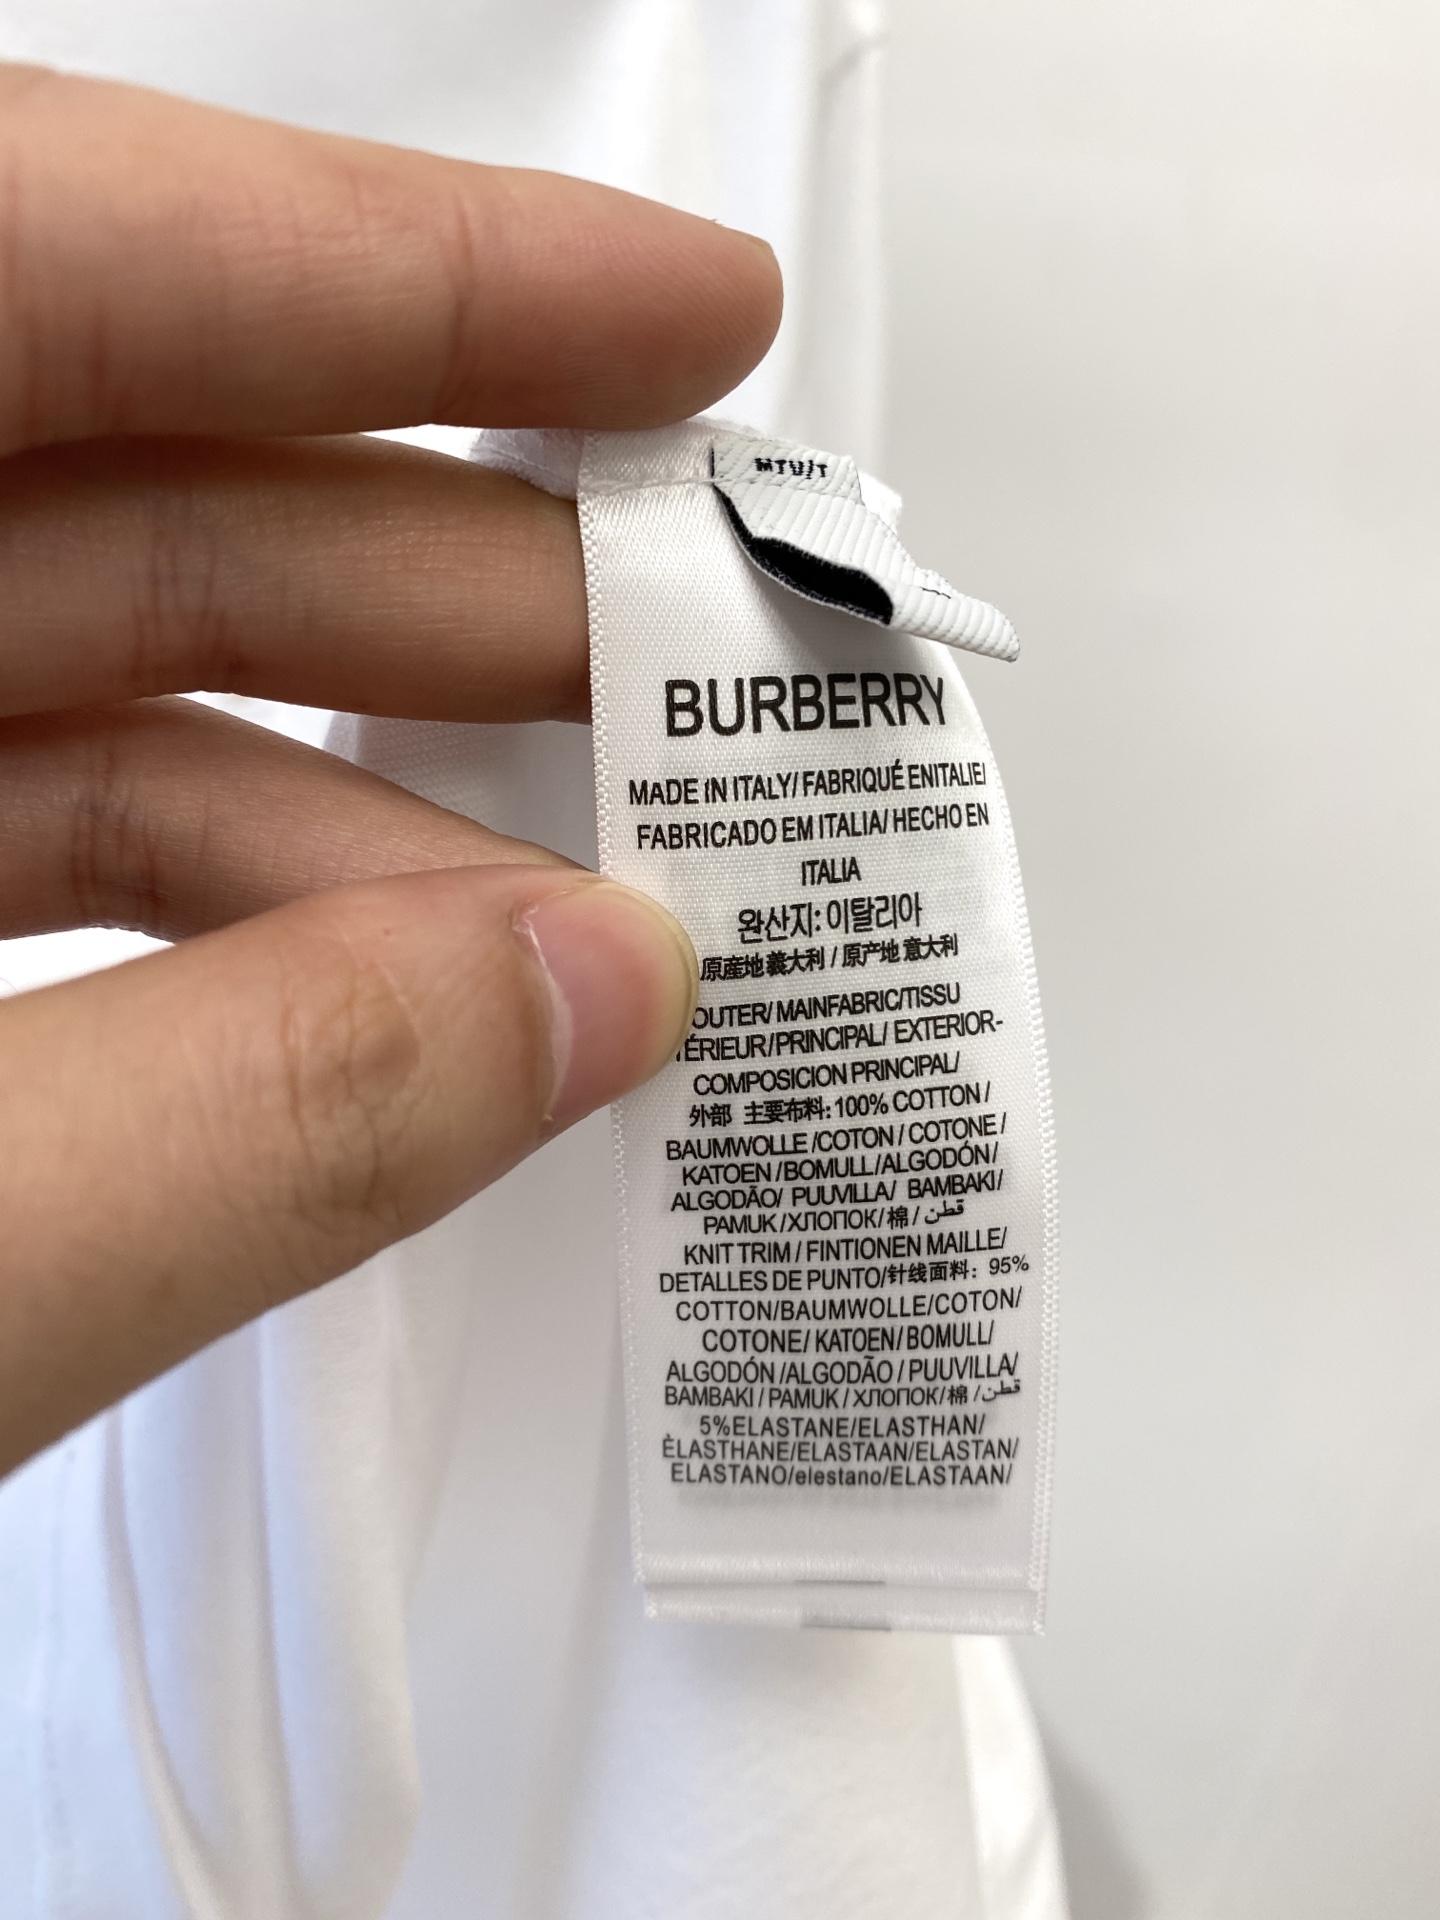 MTU/T
BURBERRY
MADE IN ITALY/ FABRIQUÉ ENITALIE/
FABRICADO EM ITALIA/ HECHO EN
ITALIA
완산지: 이탈리아
原産地 義大利 / 原产地 意大利
OUTER/ MAINFABRIC/TISSU
TÉRIEUR/PRINCIPAL/ EXTERIOR-
COMPOSICION PRINCIPAL/
外部 主要布料: 100% COTTON /
BAUMWOLLE /COTON / COTONE /
KATOEN /BOMULL/ALGODÓN/
ALGODÃO/ PUUVILLA/ BAMBAKI/
PAMUK /ХЛОПОК/棉 / قطن
KNIT TRIM / FINTIONEN MAILLE/
DETALLES DE PUNTO/针线面料: 95%
COTTON/BAUMWOLLE/COTON/
COTONE/ KATOEN/ BOMULL/
ALGODÓN /ALGODÃO / PUUVILLA/
BAMBAKI / PAMUK / ХЛОПОК/棉 / قطن
5%ELASTANE/ELASTHAN/
ÈLASTHANE/ELASTAAN/ELASTAN/
ELASTANO/elestano/ELASTAAN/